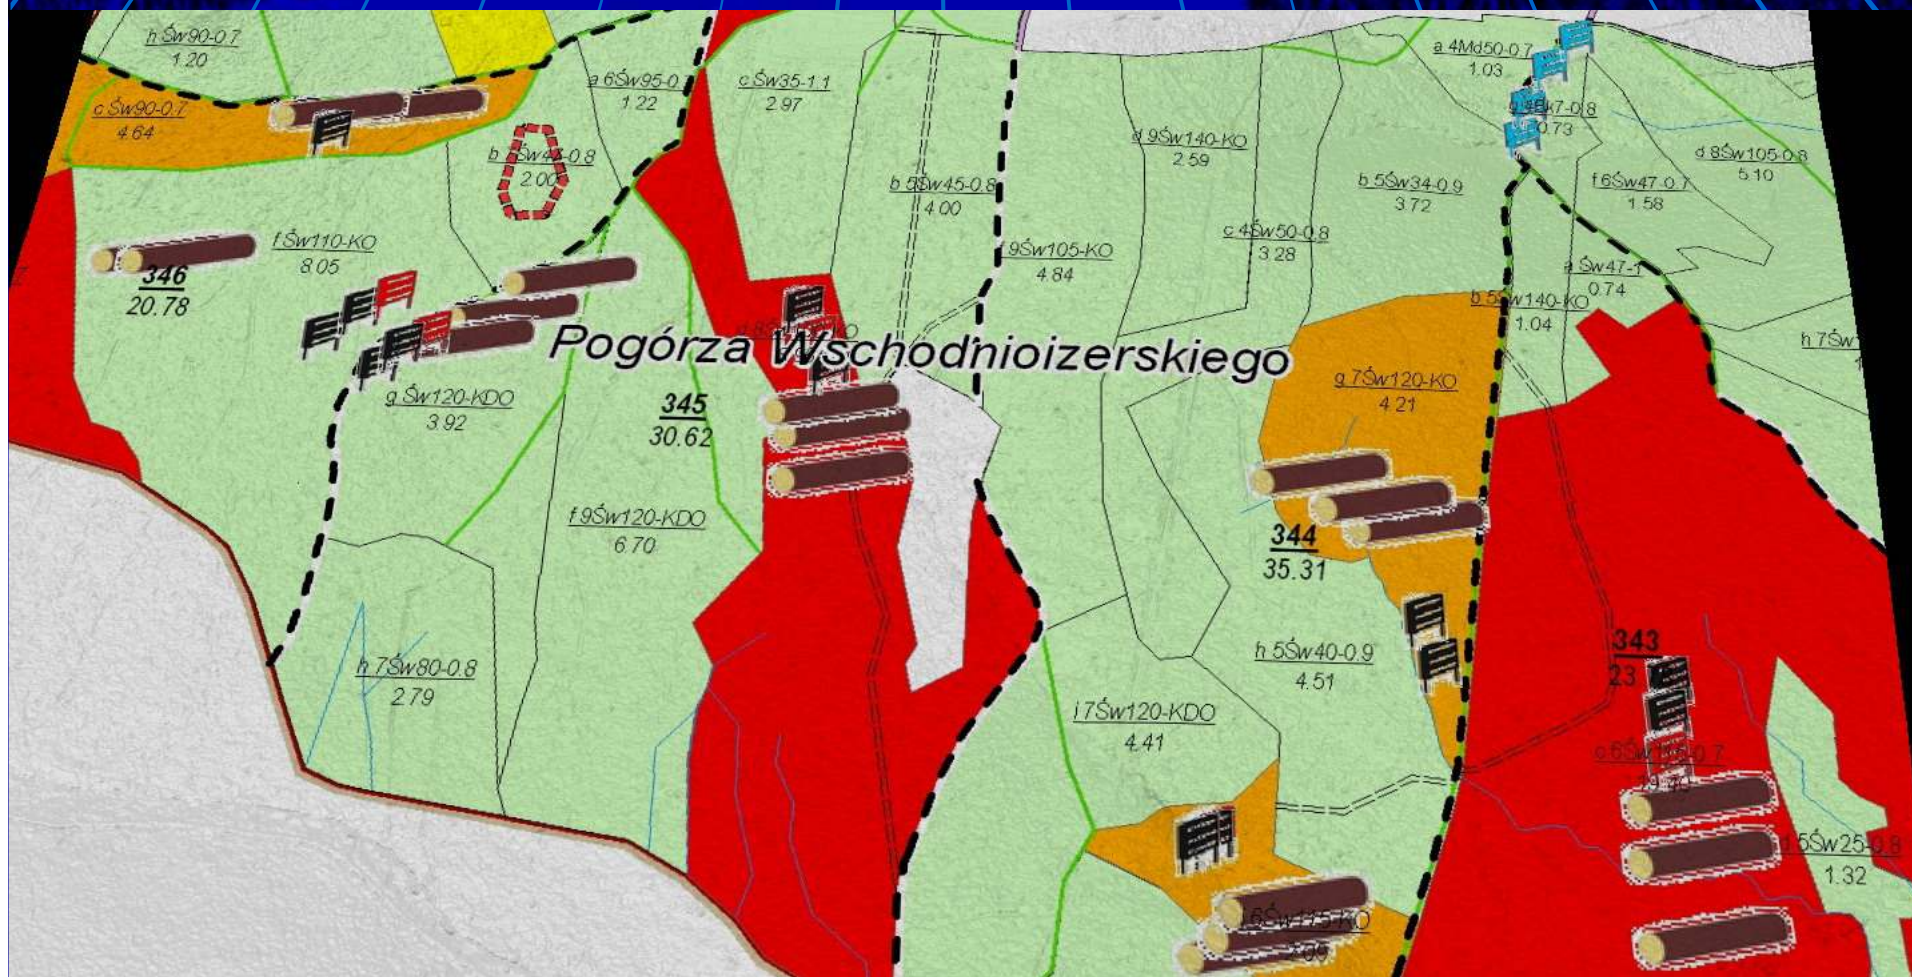 h Św90-0.7
1.20
c Św90-0.7
4.64
a 6Św95-0.
1.22
c Św35-1.1
2.97
2.00
b 5Św45-0.8
4.00
f Św110-KO
8.05
346
20.78
g Św120-KDO
3.92
345
30.62
Pogórza Wschodnioizerskiego
f 9Św120-KDO
6.70
h 7Św80-0.8
2.79
d 9Św140-KO
2.59
9Św105-KO
4.84
c 4Św50-0.8
3.28
b 5Św34-0.9
3.72
a 4Md50-0.7
1.03
0.73
d 8Św105-0.8
5.10
f 6Św47-0.7
1.58
a Św47-1
0.74
b 5Św140-KO
1.04
h 7Św
g 7Św120-KO
4.21
344
35.31
h 5Św40-0.9
4.51
i 7Św120-KDO
4.41
6Św115-KO
343
23
5Św25-0.8
1.32